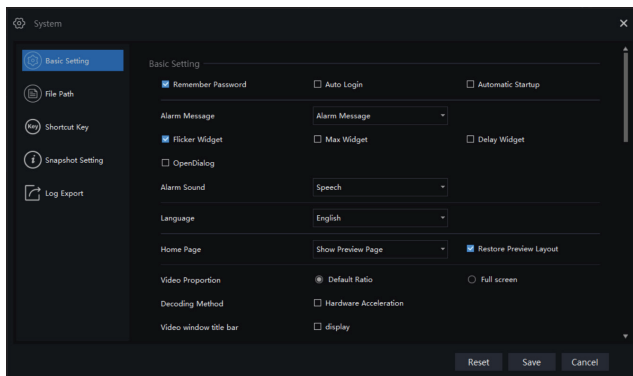 System
Basic Setting
File Path
Key
Shortcut Key
i
Snapshot Setting
Log Export
Basic Setting
Remember Password Auto Login Automatic Startup
Alarm Message Alarm Message
Flicker Widget Max Widget Delay Widget
OpenDialog
Alarm Sound Speech
Language English
Home Page Show Preview Page Restore Preview Layout
Video Proportion Default Ratio Full screen
Decoding Method Hardware Acceleration
Video window title bar display
Reset Save Cancel